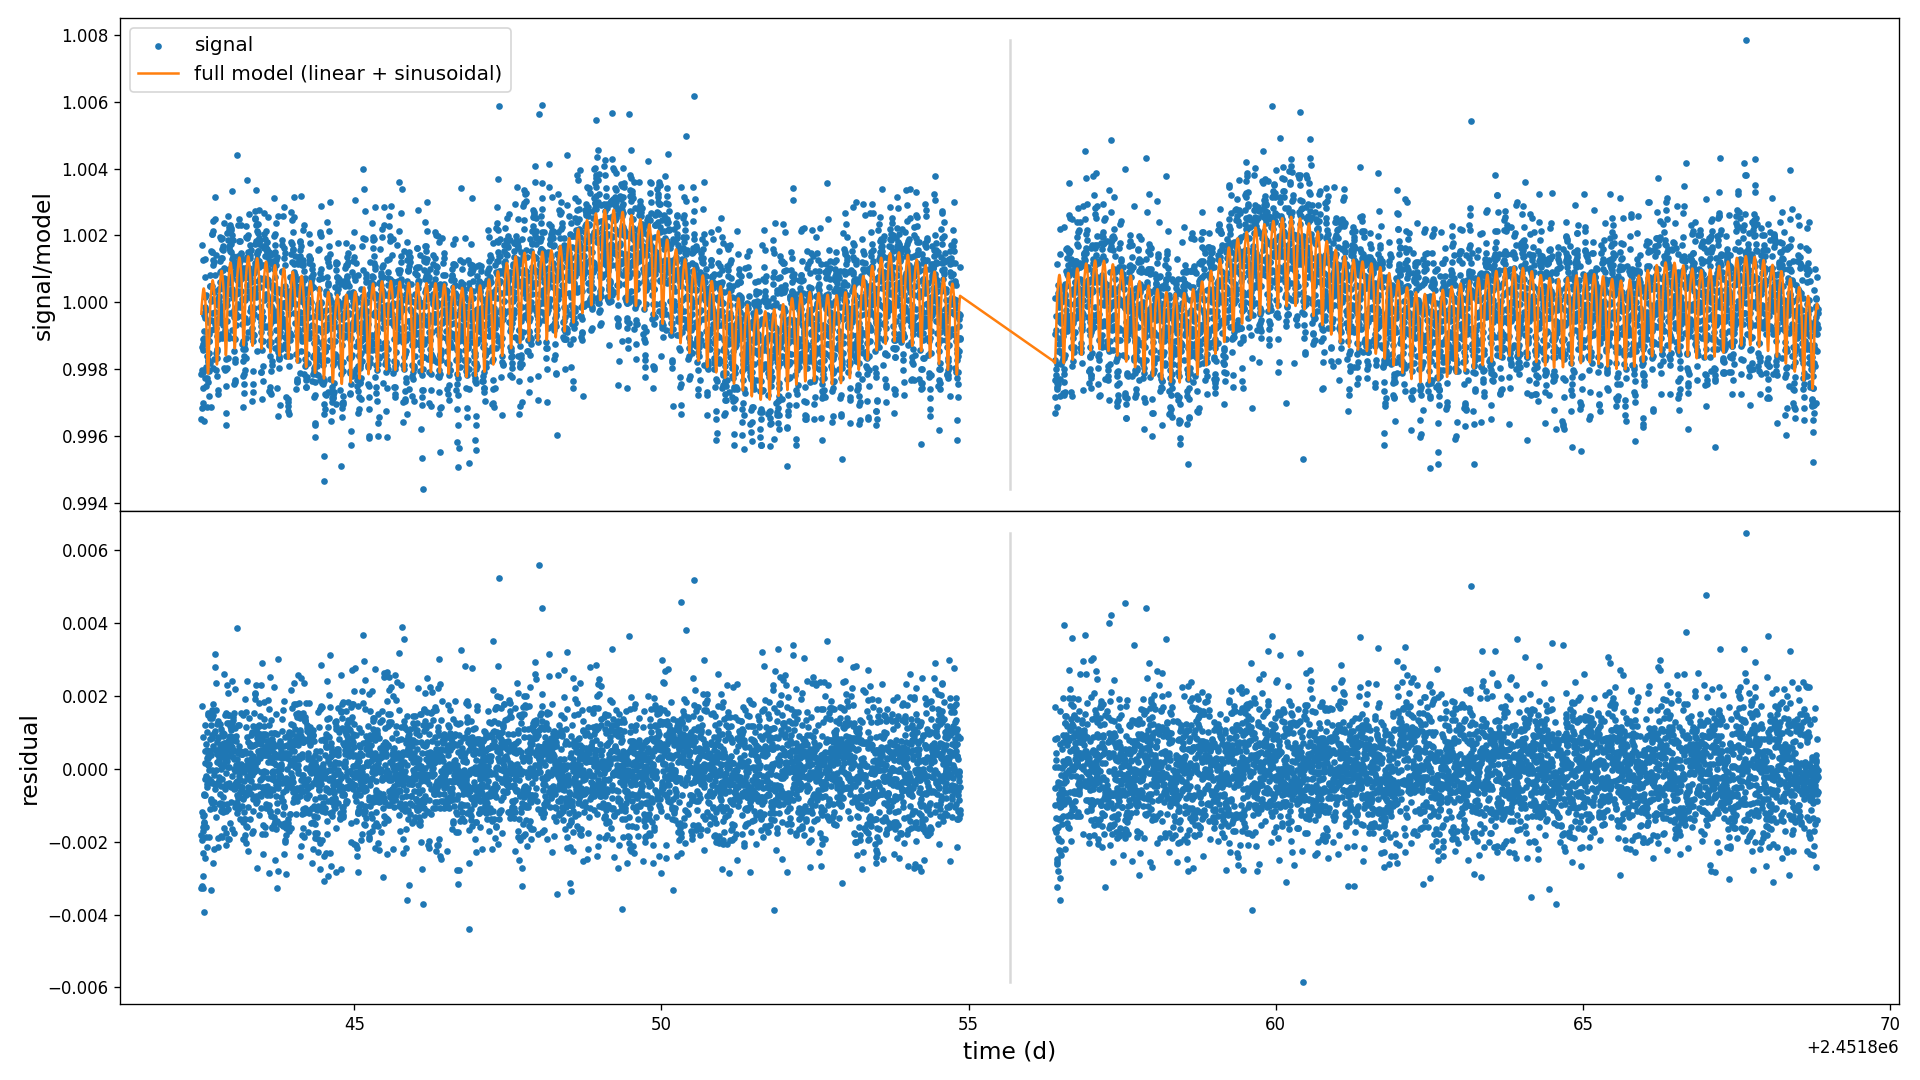 signal
full model (linear + sinusoidal)
signal/model
1.008
1.006
1.004
1.002
1.000
0.998
0.996
0.994
residual
0.006
0.004
0.002
0.000
−0.002
−0.004
−0.006
45 50 55 60 65 70
time (d)
+2.4518e6